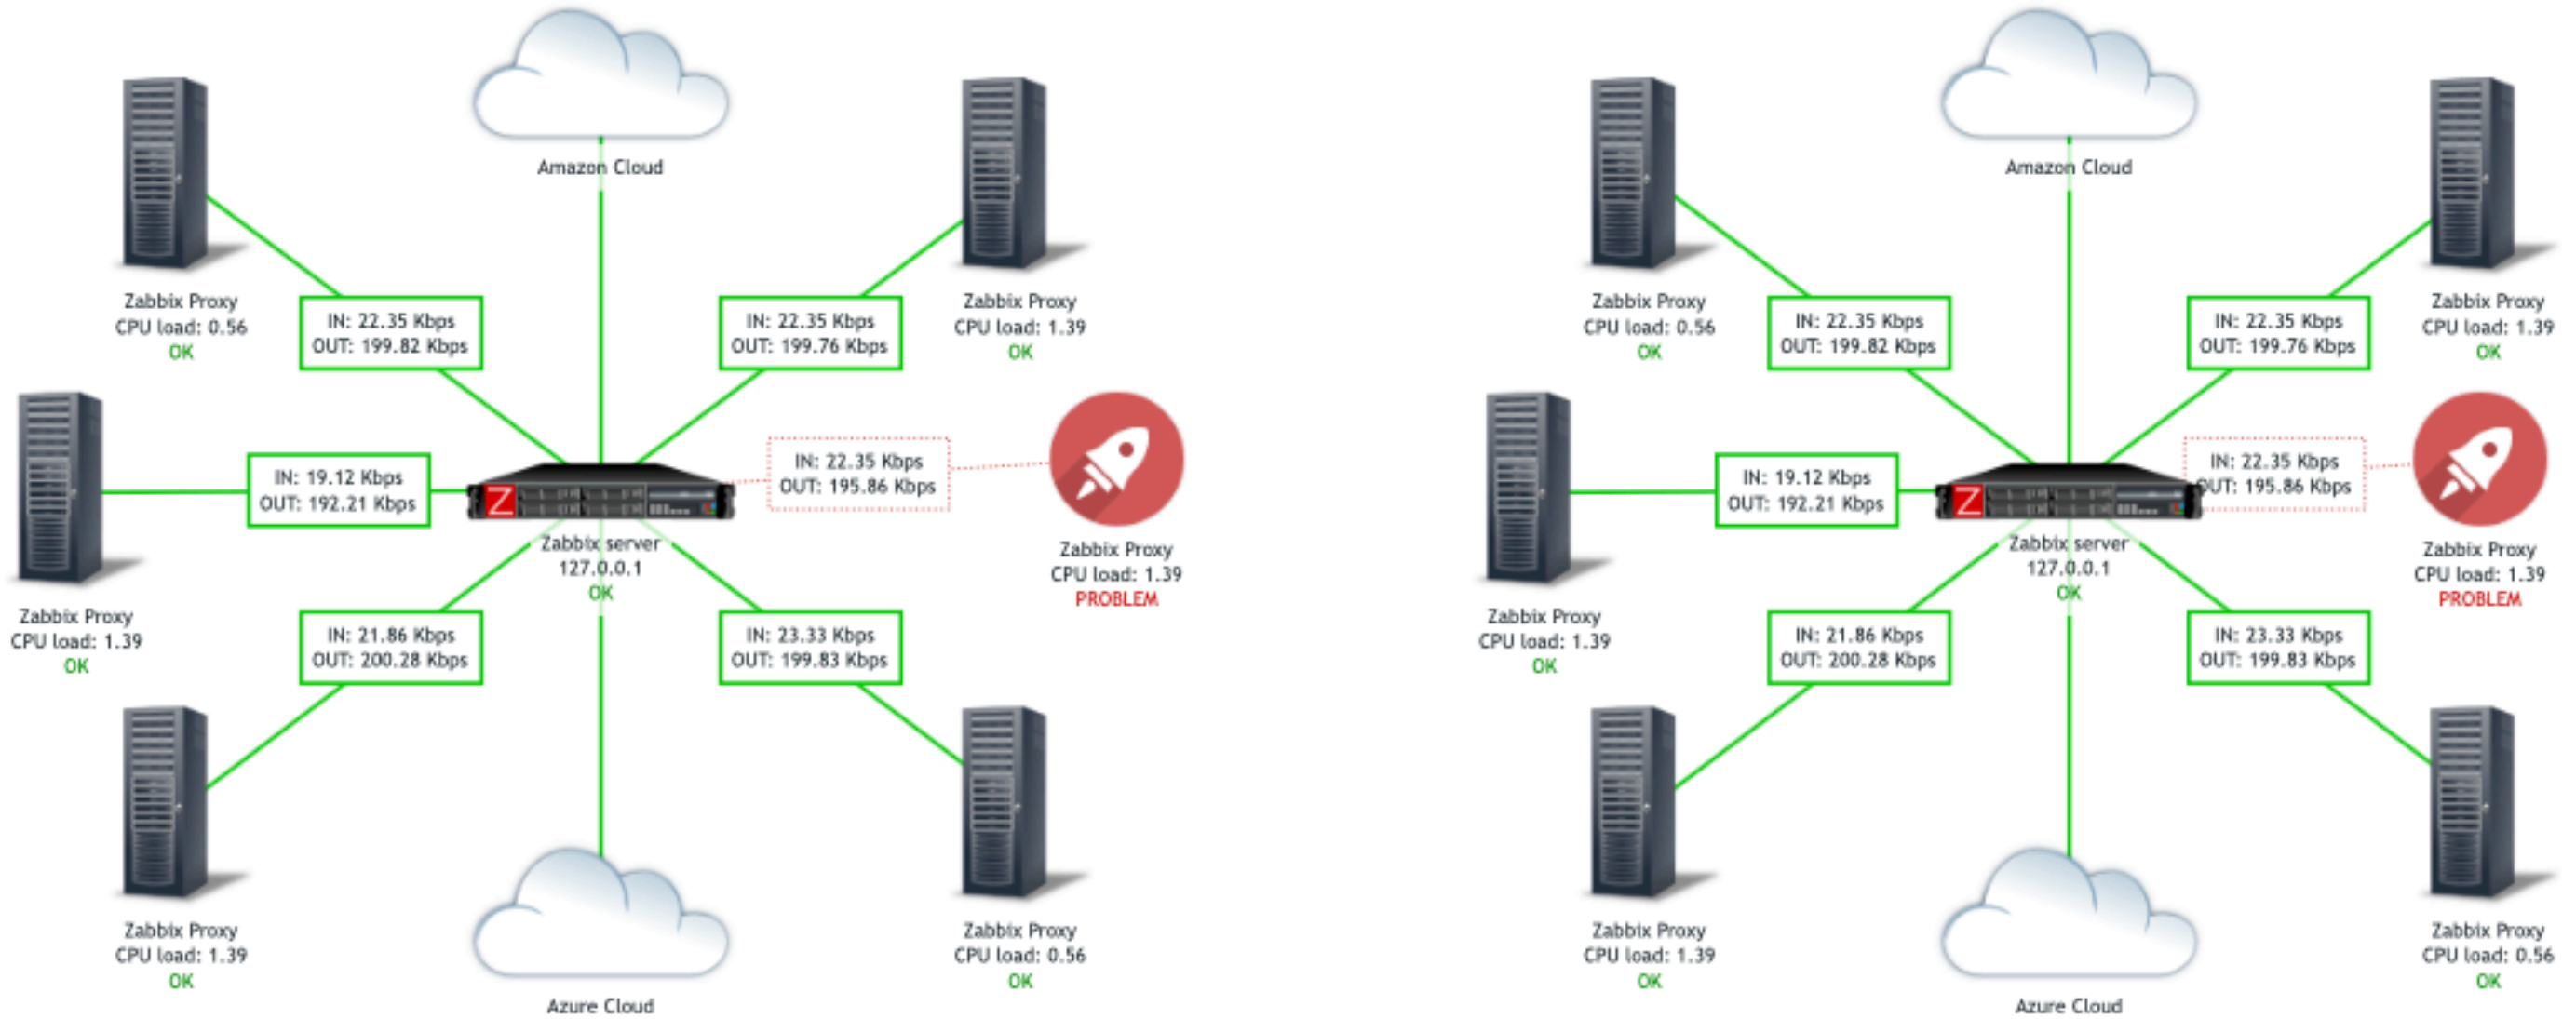 Amazon Cloud
Zabbix Proxy
CPU load: 0.56
OK
IN: 22.35 Kbps
OUT: 199.82 Kbps
IN: 22.35 Kbps
OUT: 199.76 Kbps
Zabbix Proxy
CPU load: 1.39
OK
IN: 19.12 Kbps
OUT: 192.21 Kbps
Z
IN: 22.35 Kbps
OUT: 195.86 Kbps
Zabbix server
127.0.0.1
OK
Zabbix Proxy
CPU load: 1.39
PROBLEM
Zabbix Proxy
CPU load: 1.39
OK
IN: 21.86 Kbps
OUT: 200.28 Kbps
IN: 23.33 Kbps
OUT: 199.83 Kbps
Zabbix Proxy
CPU load: 1.39
OK
Zabbix Proxy
CPU load: 0.56
OK
Azure Cloud
Amazon Cloud
Zabbix Proxy
CPU load: 0.56
OK
IN: 22.35 Kbps
OUT: 199.82 Kbps
IN: 22.35 Kbps
OUT: 199.76 Kbps
Zabbix Proxy
CPU load: 1.39
OK
IN: 19.12 Kbps
OUT: 192.21 Kbps
Z
IN: 22.35 Kbps
OUT: 195.86 Kbps
Zabbix server
127.0.0.1
OK
Zabbix Proxy
CPU load: 1.39
PROBLEM
Zabbix Proxy
CPU load: 1.39
OK
IN: 21.86 Kbps
OUT: 200.28 Kbps
IN: 23.33 Kbps
OUT: 199.83 Kbps
Zabbix Proxy
CPU load: 1.39
OK
Zabbix Proxy
CPU load: 0.56
OK
Azure Cloud